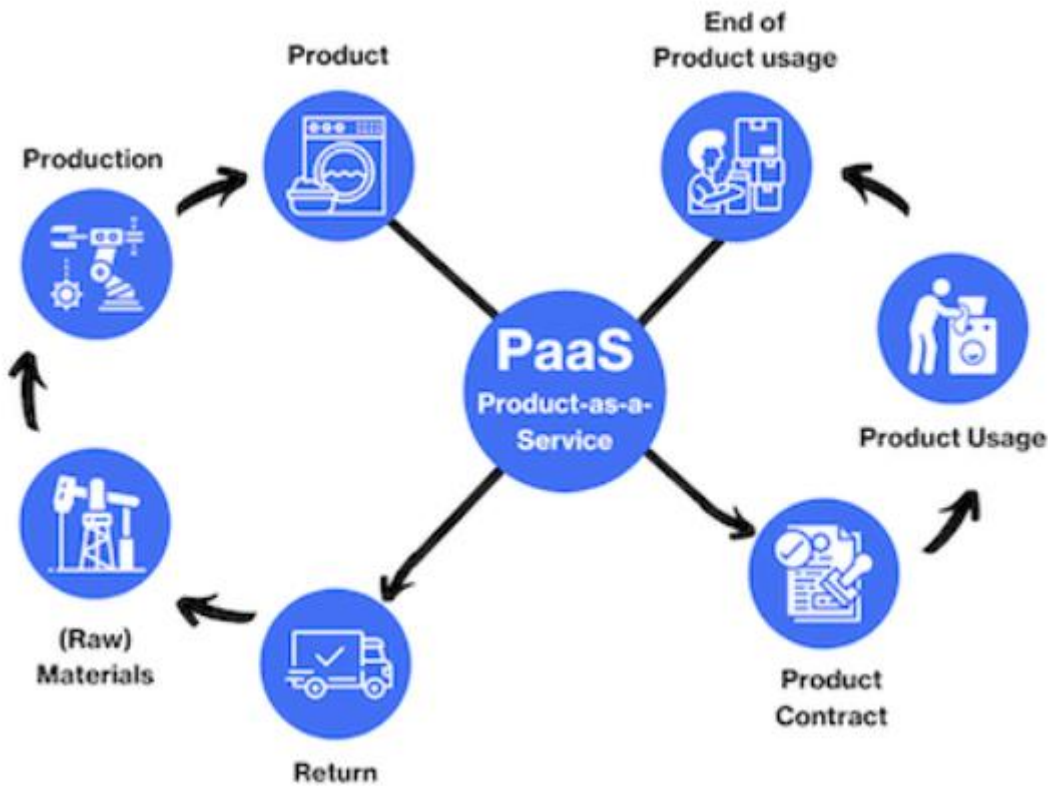 Product
End of
Product usage
Production
PaaS
Product-as-a-
Service
Product Usage
(Raw)
Materials
Product
Contract
Return